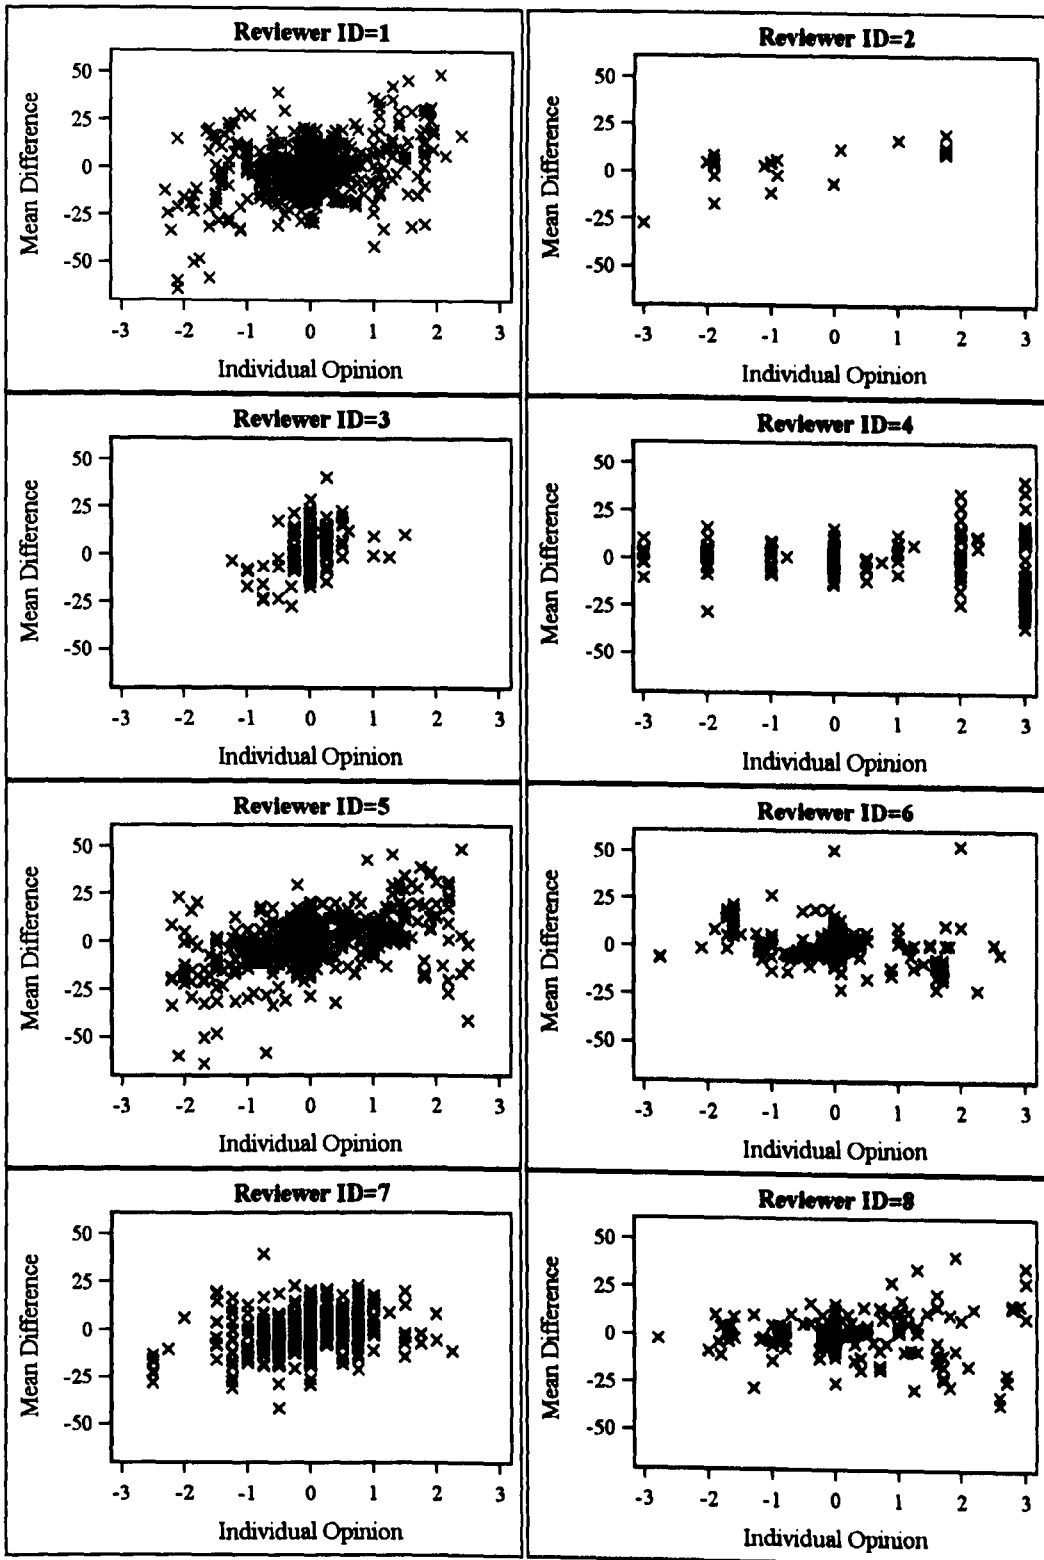 Reviewer ID=1
Mean Difference
50
25
0
-25
-50
-3 -2 -1 0 1 2 3
Individual Opinion
Reviewer ID=2
Mean Difference
50
25
0
-25
-50
-3 -2 -1 0 1 2 3
Individual Opinion
Reviewer ID=3
Mean Difference
50
25
0
-25
-50
-3 -2 -1 0 1 2 3
Individual Opinion
Reviewer ID=4
Mean Difference
50
25
0
-25
-50
-3 -2 -1 0 1 2 3
Individual Opinion
Reviewer ID=5
Mean Difference
50
25
0
-25
-50
-3 -2 -1 0 1 2 3
Individual Opinion
Reviewer ID=6
Mean Difference
50
25
0
-25
-50
-3 -2 -1 0 1 2 3
Individual Opinion
Reviewer ID=7
Mean Difference
50
25
0
-25
-50
-3 -2 -1 0 1 2 3
Individual Opinion
Reviewer ID=8
Mean Difference
50
25
0
-25
-50
-3 -2 -1 0 1 2 3
Individual Opinion